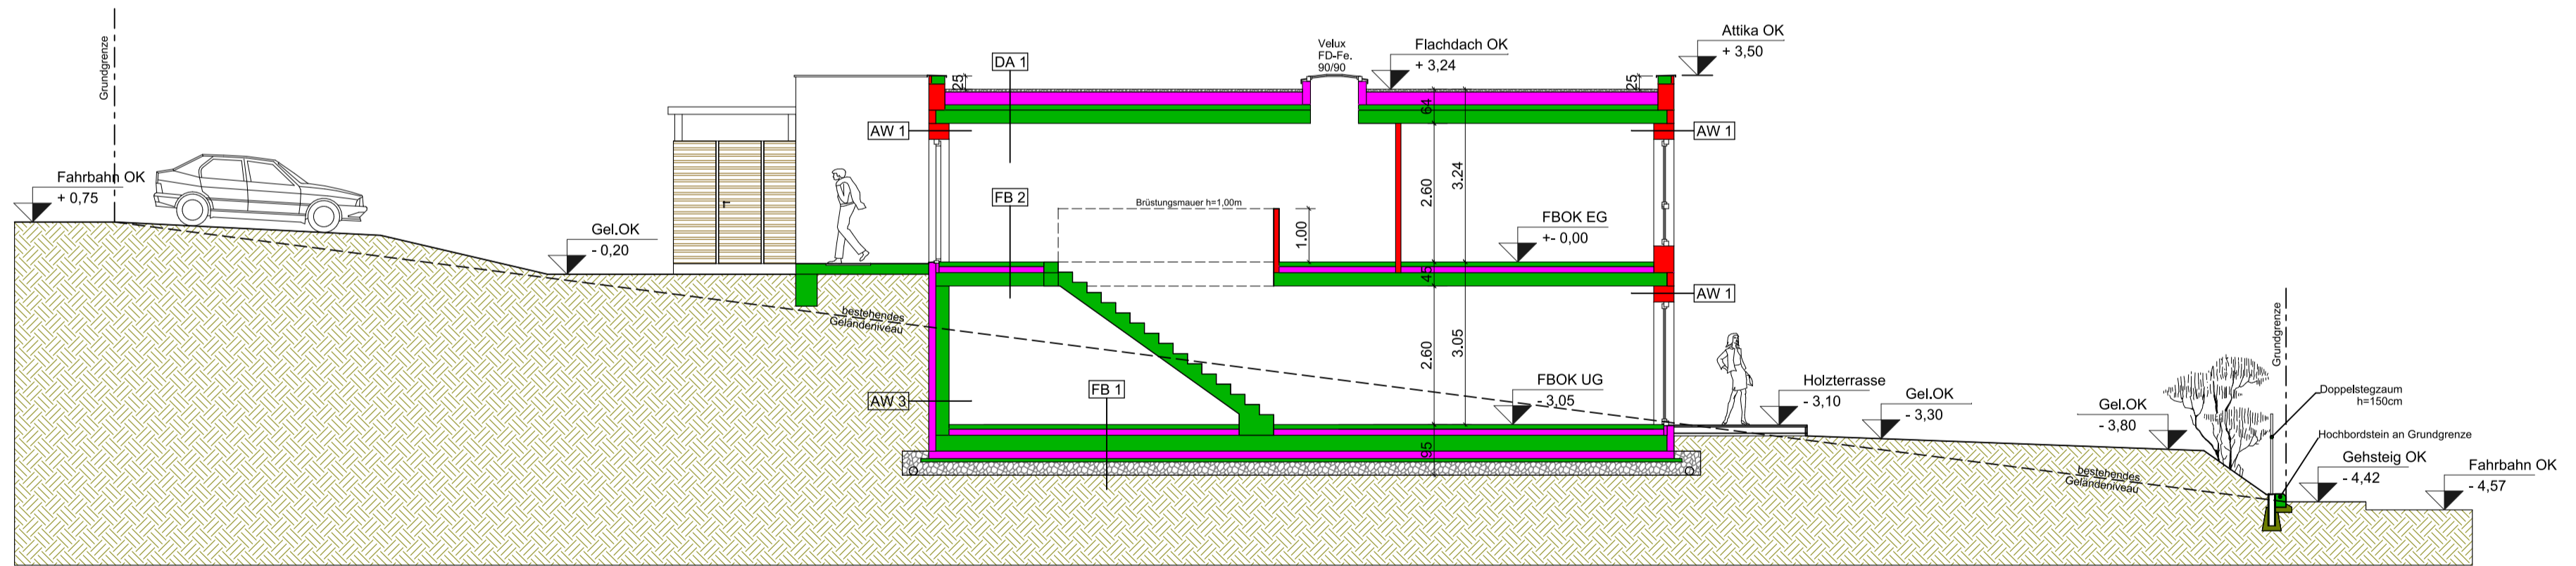 Grundgrenze
Fahrbahn OK
+ 0,75
Gel.OK
- 0,20
DA 1
AW 1
FB 2
AW 3
FB 1
25
Velux
FD-Fe.
90/90
Flachdach OK
+ 3,24
Attika OK
+ 3,50
25
AW 1
64
2.60
3.24
Brüstungsmauer h=1,00m
1.00
FBOK EG
+- 0,00
45
AW 1
bestehendes
Geländeniveau
2.60
3.05
FBOK UG
- 3,05
95
Holzterrasse
- 3,10
Gel.OK
- 3,30
Gel.OK
- 3,80
bestehendes
Geländeniveau
Grundgrenze
Doppelstegzaum
h=150cm
Hochbordstein an Grundgrenze
Gehsteig OK
- 4,42
Fahrbahn OK
- 4,57